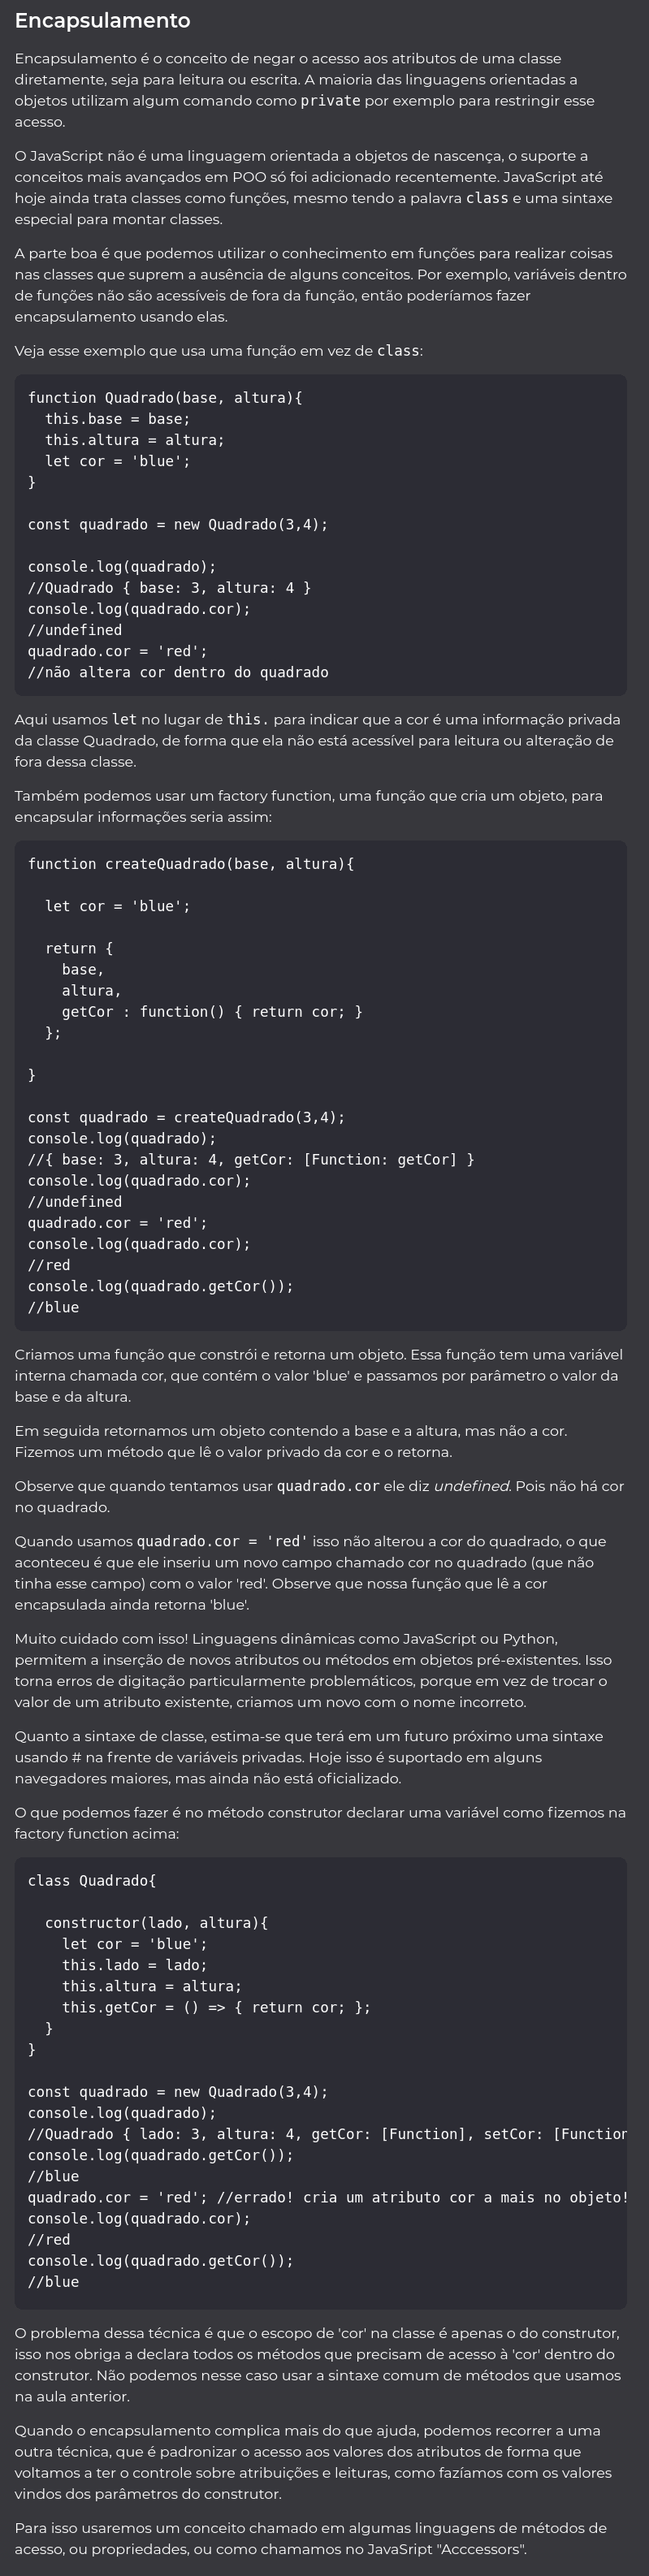 Encapsulamento
Encapsulamento é o conceito de negar o acesso aos atributos de uma classe
diretamente, seja para leitura ou escrita. A maioria das linguagens orientadas a
objetos utilizam algum comando como private por exemplo para restringir esse
acesso.
O JavaScript não é uma linguagem orientada a objetos de nascença, o suporte a
conceitos mais avançados em POO só foi adicionado recentemente. JavaScript até
hoje ainda trata classes como funções, mesmo tendo a palavra class e uma sintaxe
especial para montar classes.
A parte boa é que podemos utilizar o conhecimento em funções para realizar coisas
nas classes que suprem a ausência de alguns conceitos. Por exemplo, variáveis dentro
de funções não são acessíveis de fora da função, então poderíamos fazer
encapsulamento usando elas.
Veja esse exemplo que usa uma função em vez de class:
function Quadrado(base, altura){
  this.base = base;
  this.altura = altura;
  let cor = 'blue';
}
const quadrado = new Quadrado(3,4);
console.log(quadrado);
//Quadrado { base: 3, altura: 4 }
console.log(quadrado.cor);
//undefined
quadrado.cor = 'red';
//não altera cor dentro do quadrado
Aqui usamos let no lugar de this. para indicar que a cor é uma informação privada
da classe Quadrado, de forma que ela não está acessível para leitura ou alteração de
fora dessa classe.
Também podemos usar um factory function, uma função que cria um objeto, para
encapsular informações seria assim:
function createQuadrado(base, altura){
  let cor = 'blue';
  return {
    base,
    altura,
    getCor : function() { return cor; }
  };
}
const quadrado = createQuadrado(3,4);
console.log(quadrado);
//{ base: 3, altura: 4, getCor: [Function: getCor] }
console.log(quadrado.cor);
//undefined
quadrado.cor = 'red';
console.log(quadrado.cor);
//red
console.log(quadrado.getCor());
//blue
Criamos uma função que constrói e retorna um objeto. Essa função tem uma variável
interna chamada cor, que contém o valor 'blue' e passamos por parâmetro o valor da
base e da altura.
Em seguida retornamos um objeto contendo a base e a altura, mas não a cor.
Fizemos um método que lê o valor privado da cor e o retorna.
Observe que quando tentamos usar quadrado.cor ele diz undefined. Pois não há cor
no quadrado.
Quando usamos quadrado.cor = 'red' isso não alterou a cor do quadrado, o que
aconteceu é que ele inseriu um novo campo chamado cor no quadrado (que não
tinha esse campo) com o valor 'red'. Observe que nossa função que lê a cor
encapsulada ainda retorna 'blue'.
Muito cuidado com isso! Linguagens dinâmicas como JavaScript ou Python,
permitem a inserção de novos atributos ou métodos em objetos pré-existentes. Isso
torna erros de digitação particularmente problemáticos, porque em vez de trocar o
valor de um atributo existente, criamos um novo com o nome incorreto.
Quanto a sintaxe de classe, estima-se que terá em um futuro próximo uma sintaxe
usando # na frente de variáveis privadas. Hoje isso é suportado em alguns
navegadores maiores, mas ainda não está oficializado.
O que podemos fazer é no método construtor declarar uma variável como fizemos na
factory function acima:
class Quadrado{
  constructor(lado, altura){
    let cor = 'blue';
    this.lado = lado;
    this.altura = altura;
    this.getCor = () => { return cor; };
  }
}
const quadrado = new Quadrado(3,4);
console.log(quadrado);
//Quadrado { lado: 3, altura: 4, getCor: [Function], setCor: [Function
console.log(quadrado.getCor());
//blue
quadrado.cor = 'red'; //errado! cria um atributo cor a mais no objeto!
console.log(quadrado.cor);
//red
console.log(quadrado.getCor());
//blue
O problema dessa técnica é que o escopo de 'cor' na classe é apenas o do construtor,
isso nos obriga a declara todos os métodos que precisam de acesso à 'cor' dentro do
construtor. Não podemos nesse caso usar a sintaxe comum de métodos que usamos
na aula anterior.
Quando o encapsulamento complica mais do que ajuda, podemos recorrer a uma
outra técnica, que é padronizar o acesso aos valores dos atributos de forma que
voltamos a ter o controle sobre atribuições e leituras, como fazíamos com os valores
vindos dos parâmetros do construtor.
Para isso usaremos um conceito chamado em algumas linguagens de métodos de
acesso, ou propriedades, ou como chamamos no JavaSript "Acccessors".